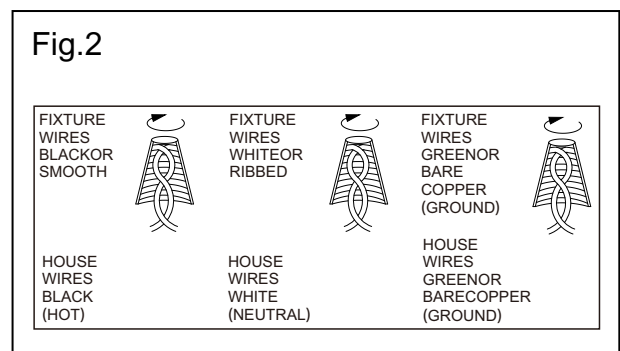 Fig.2
FIXTURE
WIRES
BLACKOR
SMOOTH
HOUSE
WIRES
BLACK
(HOT)
FIXTURE
WIRES
WHITEOR
RIBBED
HOUSE
WIRES
WHITE
(NEUTRAL)
FIXTURE
WIRES
GREENOR
BARE
COPPER
(GROUND)
HOUSE
WIRES
GREENOR
BARECOPPER
(GROUND)